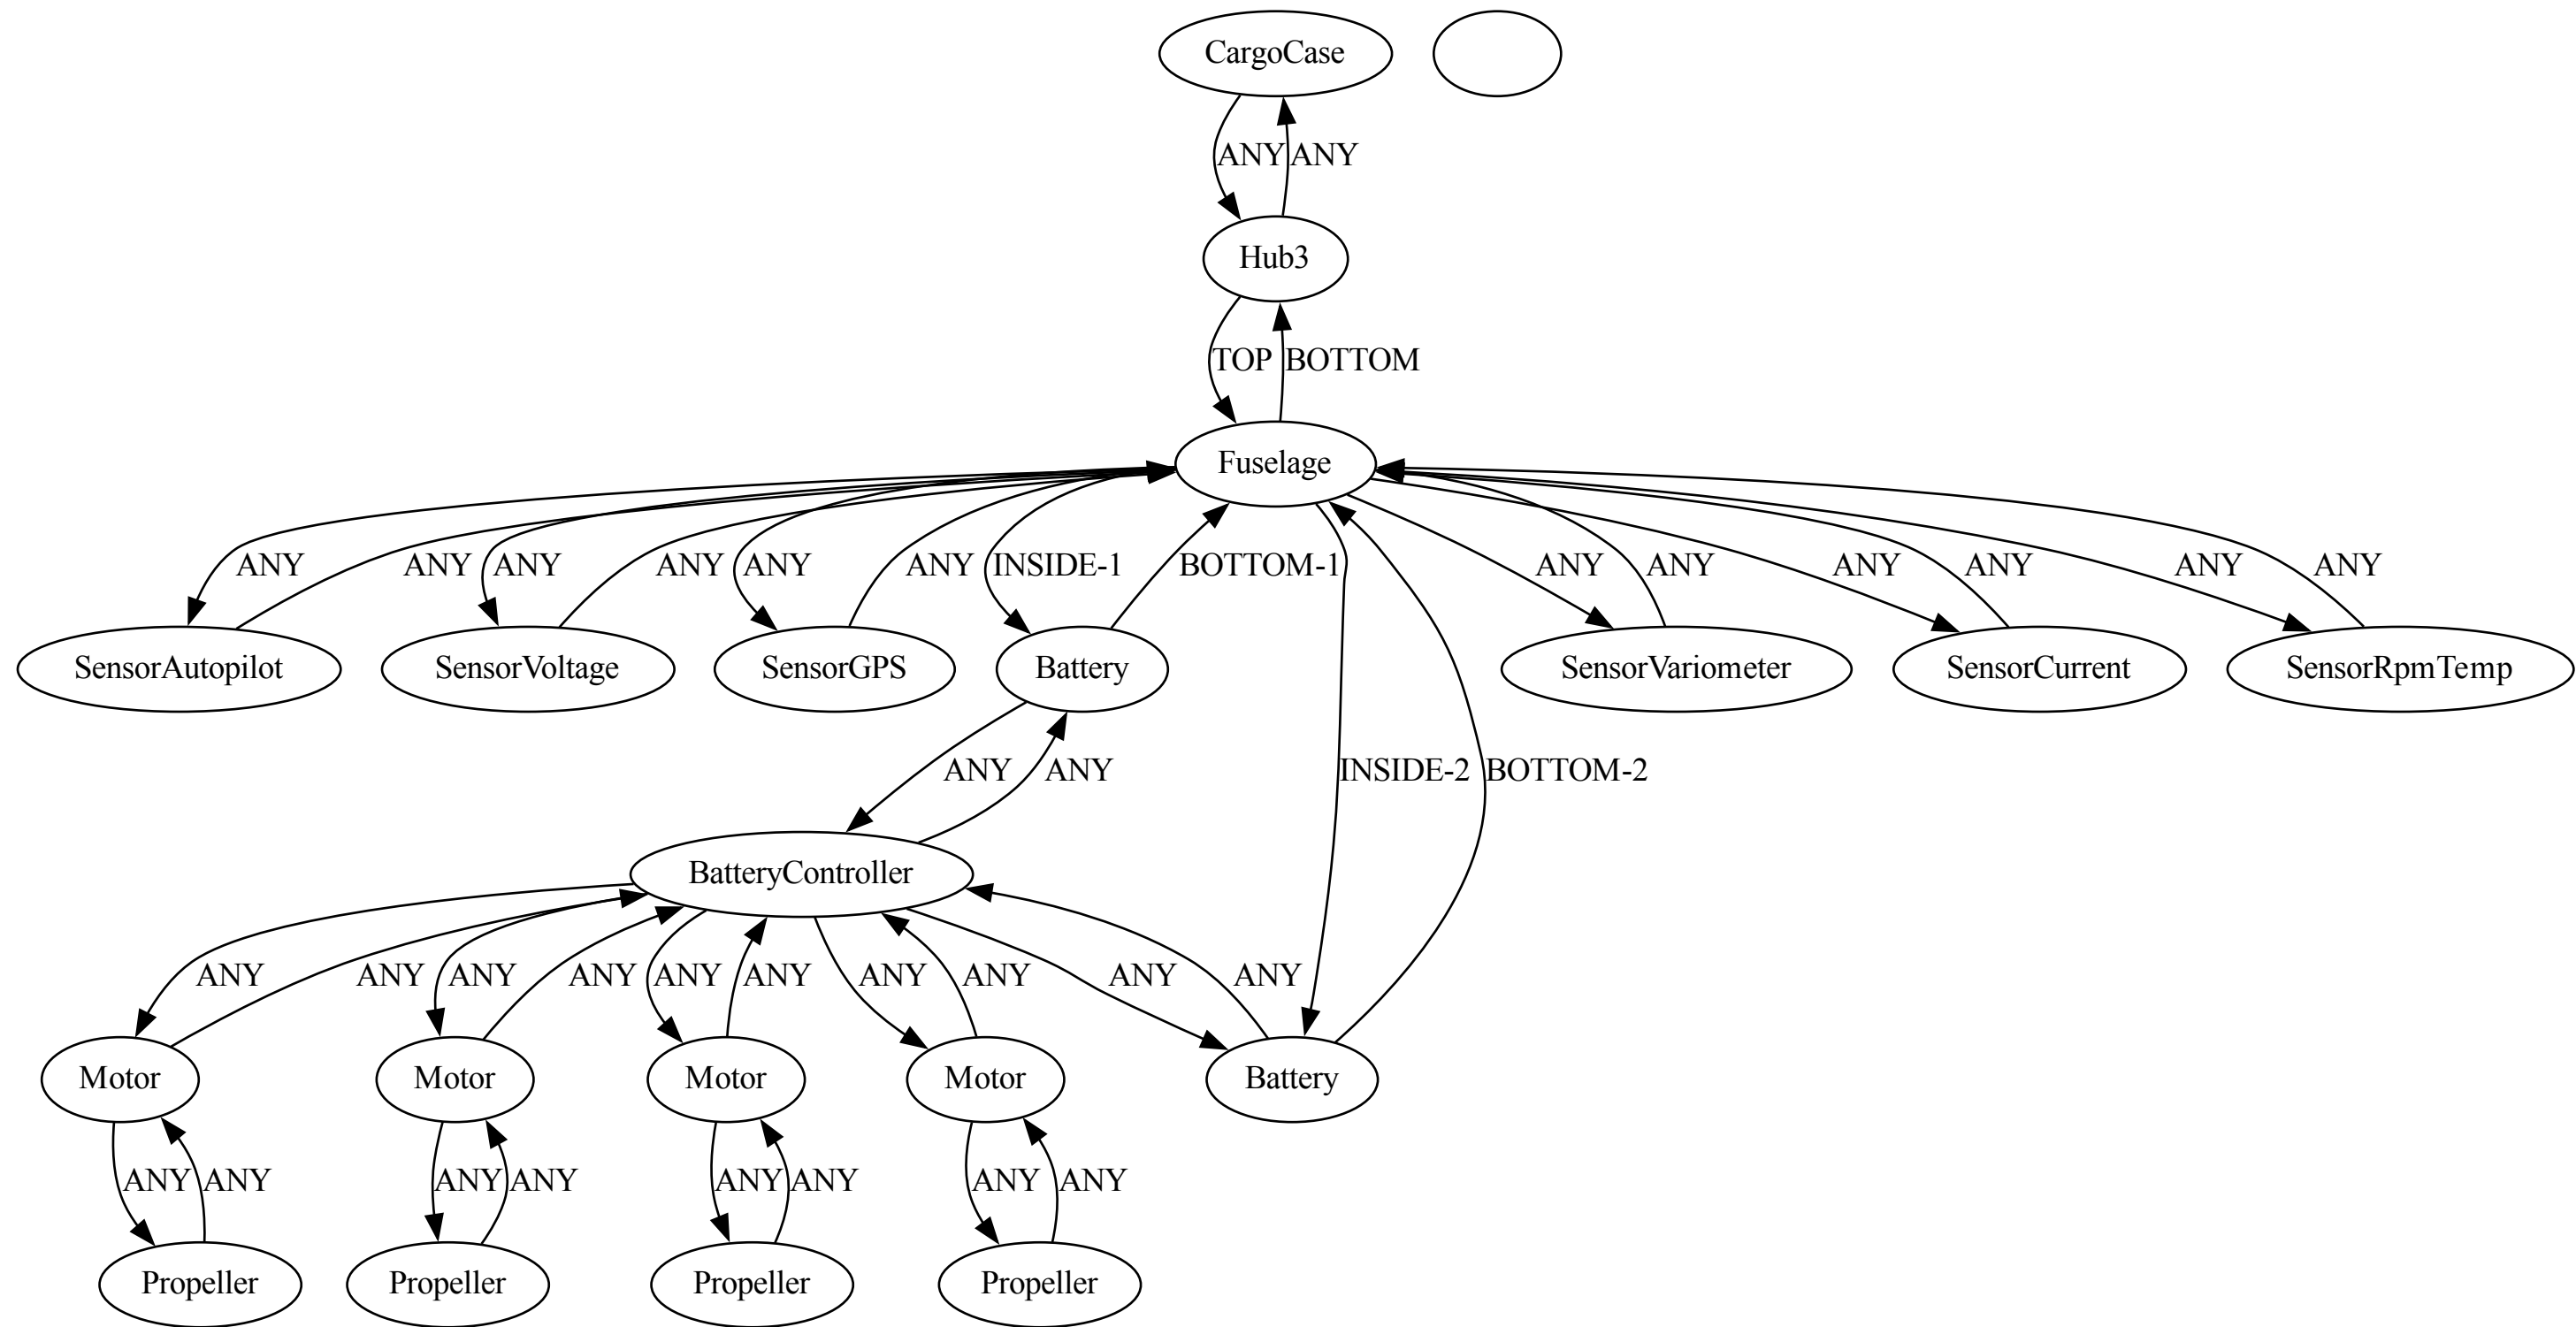 CargoCase
ANY ANY
Hub3
TOP BOTTOM
Fuselage
ANY ANY ANY ANY ANY ANY INSIDE-1 BOTTOM-1 ANY ANY ANY ANY ANY ANY
SensorAutopilot SensorVoltage SensorGPS Battery SensorVariometer SensorCurrent SensorRpmTemp
ANY ANY INSIDE-2 BOTTOM-2
BatteryController
ANY ANY ANY ANY ANY ANY ANY ANY ANY ANY
Motor Motor Motor Motor Battery
ANY ANY ANY ANY ANY ANY ANY ANY
Propeller Propeller Propeller Propeller